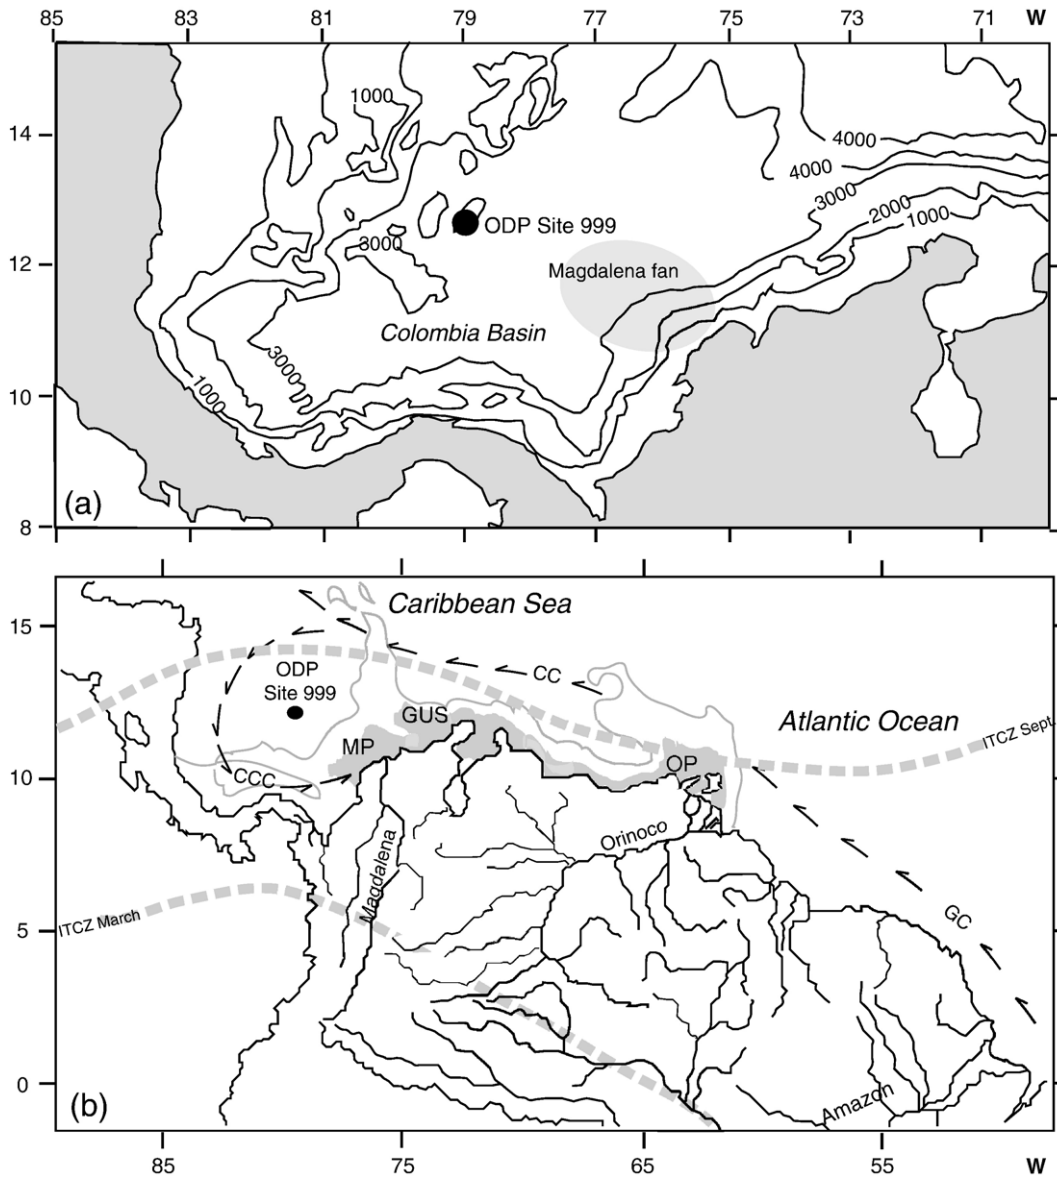 85 83 81 79 77 75 73 71 W
1000
14
4000
4000
3000
2000
1000
ODP Site 999
3000
12
Magdalena fan
Colombia Basin
3000
1000
10
(a)
8
Caribbean Sea
15
CC
ODP
Site 999
GUS
Atlantic Ocean
ITCZ Sept.
MP
OP
10
CCC
Orinoco
Magdalena
GC
ITCZ March
5
0
Amazon
(b)
85 75 65 55 W